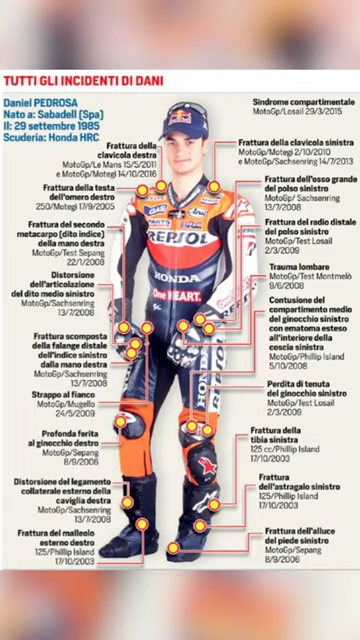 TUTTI GLI INCIDENTI DI DANI
Daniel PEDROSA
Nato a: Sabadell (Spa)
Il: 29 settembre 1985
Scuderia: Honda HRC
Sindrome compartimentale
MotoGp/Losail 29/3/2015
Frattura della
clavicola destra
MotoGp/Le Mans 15/5/2011
e MotoGp/Motegi 14/10/2016
Frattura della clavicola sinistra
MotoGp/Motegi 2/10/2010
e MotoGp/Sachsenring 14/7/2013
Frattura della testa
dell'omero destro
250/Motegi 17/9/2005
Frattura dell'osso grande
del polso sinistro
MotoGp/ Sachsenring
13/7/2008
Frattura del secondo
metacarpo (dito indice)
della mano destra
MotoGp/Test Sepang
22/1/2008
Frattura del radio distale
del polso sinistro
MotoGp/Test Losail
2/3/2009
Trauma lombare
MotoGp/Test Montmelò
9/6/2008
Distorsione
dell'articolazione
del dito medio sinistro
MotoGp/Sachsenring
13/7/2008
Contusione del
compartimento medio
del ginocchio sinistro
con ematoma esteso
all'interiore della
coscia sinistra
MotoGp/Phillip Island
5/10/2008
Frattura scomposta
della falange distale
dell'indice sinistro
dalla mano destra
MotoGp/Sachsenring
13/7/2008
Strappo al fianco
MotoGp/Mugello
24/5/2009
Perdita di tenuta
del ginocchio sinistro
MotoGp/Test Losail
2/3/2009
Profonda ferita
al ginocchio destro
MotoGp/Sepang
8/9/2006
Frattura della
tibia sinistra
125 cc/Phillip Island
17/10/2003
Distorsione del legamento
collaterale esterno della
caviglia destra
MotoGp/Sachsenring
13/7/2008
Frattura
dell'astragalo sinistro
125/Phillip Island
17/10/2003
Frattura del malleolo
esterno destro
125/Phillip Island
17/10/2003
Frattura dell'alluce
del piede sinistro
MotoGp/Sepang
8/9/2006
Red Bull
REPSOL
HONDA
One HEART.
REPSOL
HONDA